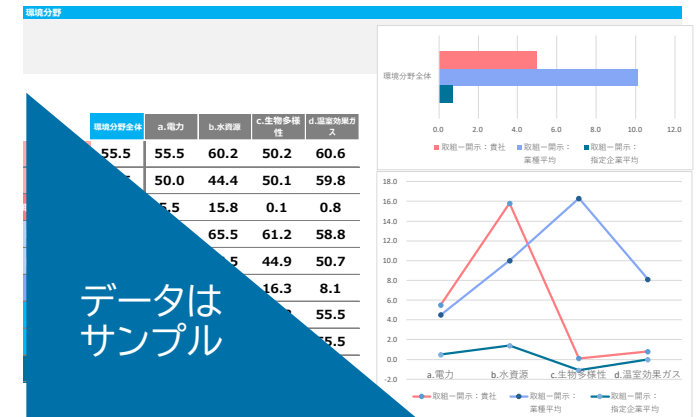 環境分野
環境分野全体
0.0 2.0 4.0 6.0 8.0 10.0 12.0
取組ー開示：貴社 取組ー開示： 取組ー開示：
業種平均 指定企業平均
環境分野全体 a.電力 b.水資源 c.生物多様性 d.温室効果ガス
55.5 55.5 60.2 50.2 60.6
50.0 44.4 50.1 59.8
15.8 0.1 0.8
65.5 61.2 58.8
44.9 50.7
16.3 8.1
55.5
データは
サンプル
18.0
16.0
14.0
12.0
10.0
8.0
6.0
4.0
2.0
0.0
-2.0
a.電力 b.水資源 c.生物多様性 d.温室効果ガス
取組ー開示：貴社 取組ー開示： 取組ー開示：
業種平均 指定企業平均